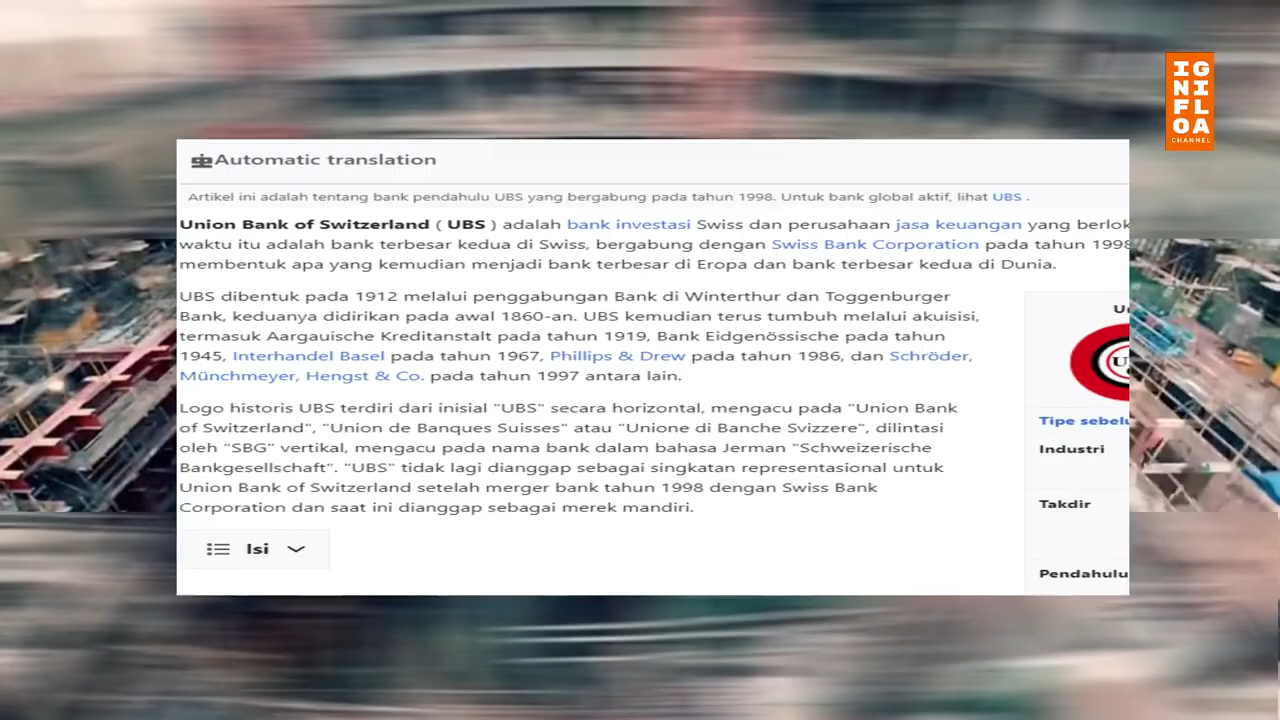 IG
NI
FL
OA
CHANNEL
Automatic translation
Artikel ini adalah tentang bank pendahulu UBS yang bergabung pada tahun 1998. Untuk bank global aktif, lihat UBS .
Union Bank of Switzerland ( UBS ) adalah bank investasi Swiss dan perusahaan jasa keuangan yang
waktu itu adalah bank terbesar kedua di Swiss, bergabung dengan Swiss Bank Corporation pada tahun 1998
membentuk apa yang kemudian menjadi bank terbesar di Eropa dan bank terbesar kedua di Dunia.
UBS dibentuk pada 1912 melalui penggabungan Bank di Winterthur dan Toggenburger
Bank, keduanya didirikan pada awal 1860-an. UBS kemudian terus tumbuh melalui akuisisi,
termasuk Aargauische Kreditanstalt pada tahun 1919, Bank Eidgenössische pada tahun
1945, Interhandel Basel pada tahun 1967, Phillips & Drew pada tahun 1986, dan Schröder,
Münchmeyer, Hengst & Co. pada tahun 1997 antara lain.
Logo historis UBS terdiri dari inisial "UBS" secara horizontal, mengacu pada "Union Bank
of Switzerland", "Union de Banques Suisses" atau "Unione di Banche Svizzere", dilintasi
oleh "SBG" vertikal, mengacu pada nama bank dalam bahasa Jerman "Schweizerische
Bankgesellschaft". "UBS" tidak lagi dianggap sebagai singkatan representasional untuk
Union Bank of Switzerland setelah merger bank tahun 1998 dengan Swiss Bank
Corporation dan saat ini dianggap sebagai merek mandiri.
Isi
Tipe
Industri
Takdir
Pendahulu